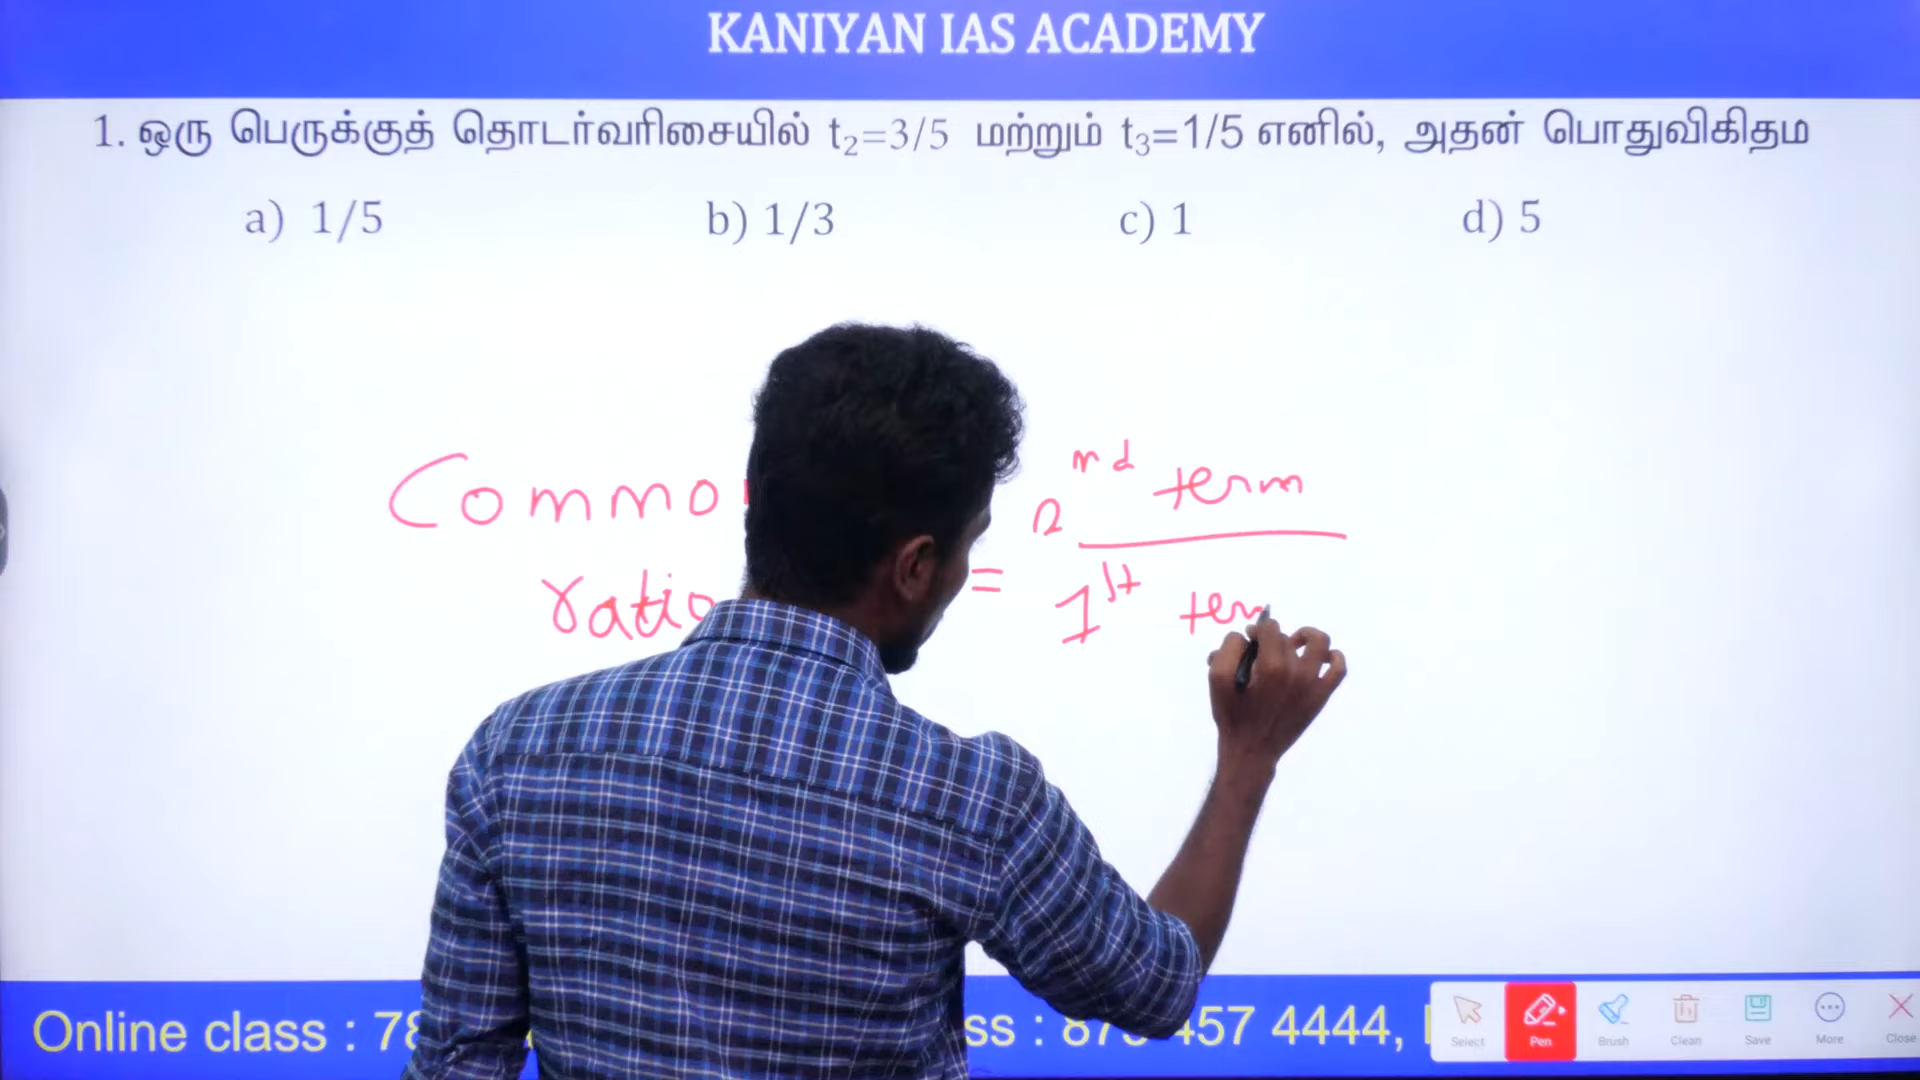 KANIYAN IAS ACADEMY
1. ஒரு பெருக்குத் தொடர்வரிசையில் t₂=3/5 மற்றும் t₃=1/5 எனில், அதன் பொதுவிகிதம
a) 1/5 b) 1/3 c) 1 d) 5
Commo
ratio
=
2nd term
1st term
Online class : 78
ss : 87 457 4444,
Select Pen Brush Clean Save More Close